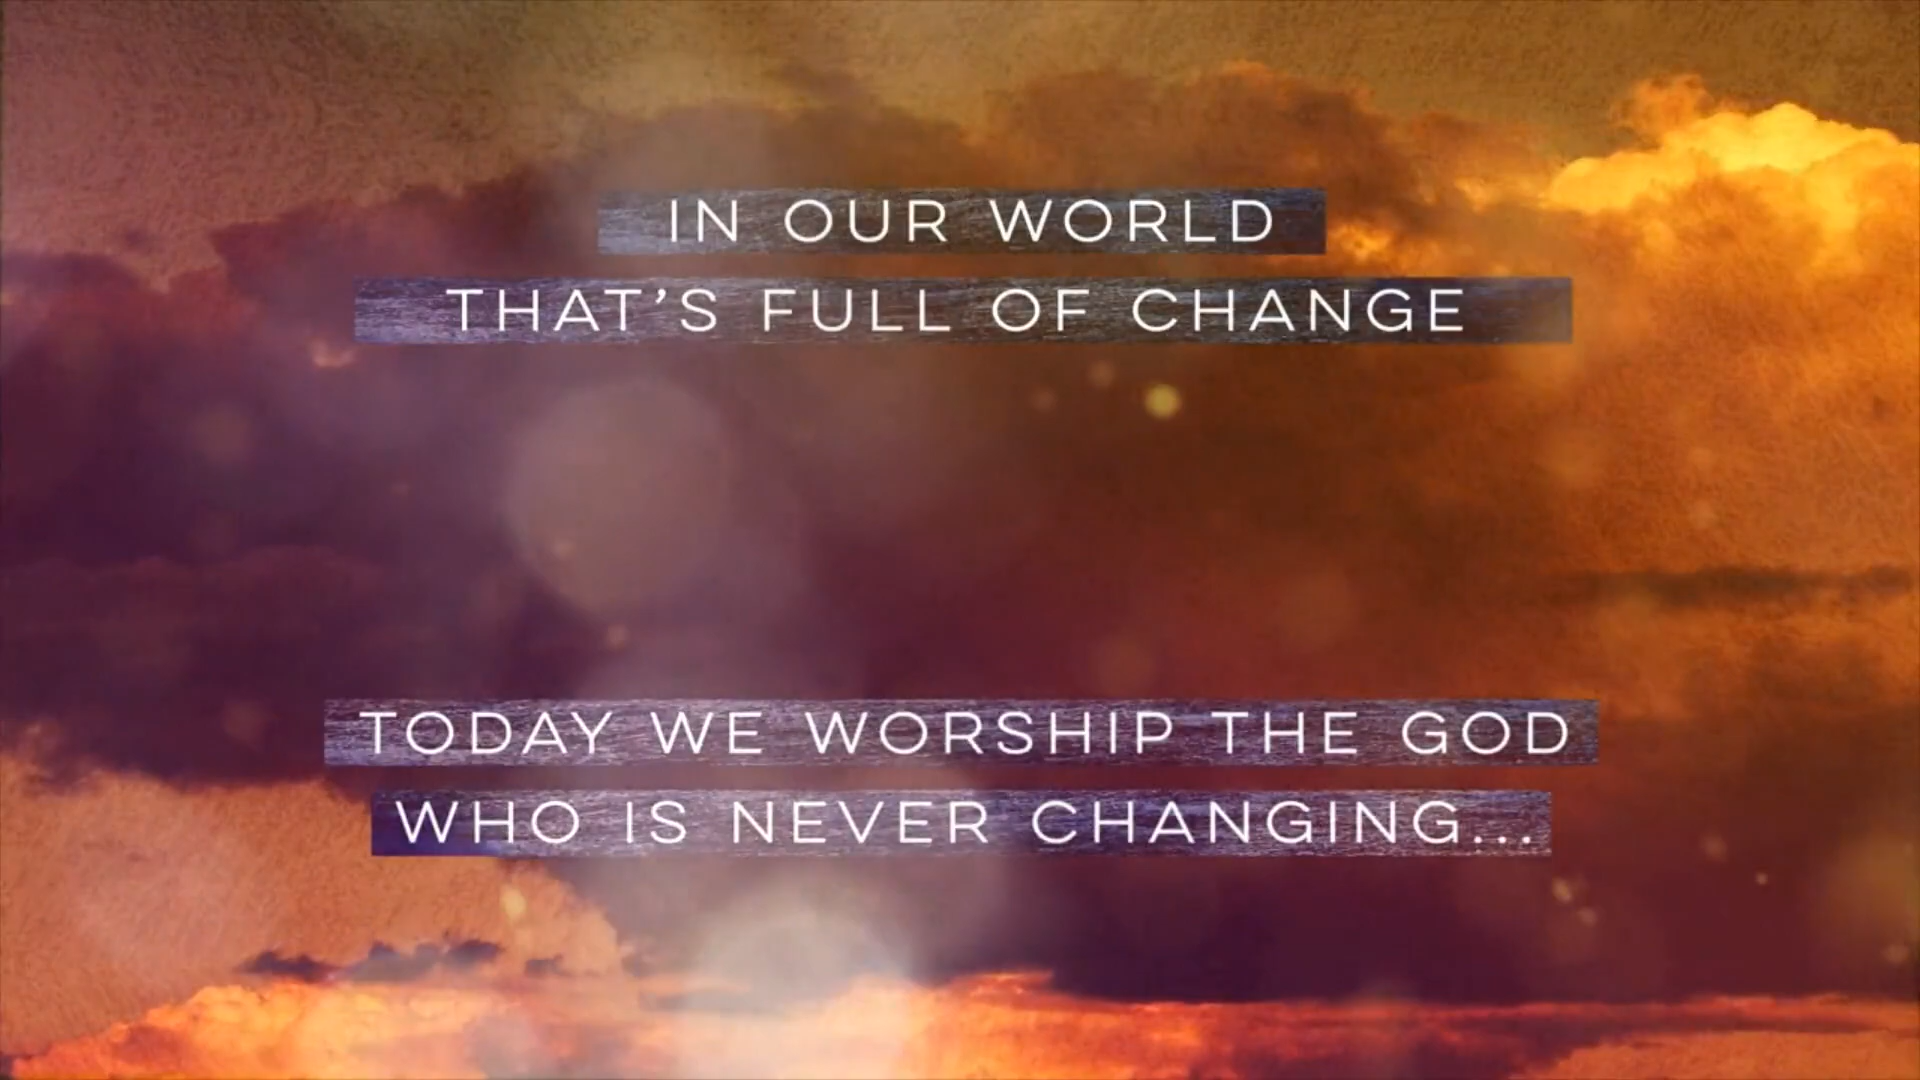 IN OUR WORLD
THAT’S FULL OF CHANGE
TODAY WE WORSHIP THE GOD
WHO IS NEVER CHANGING...